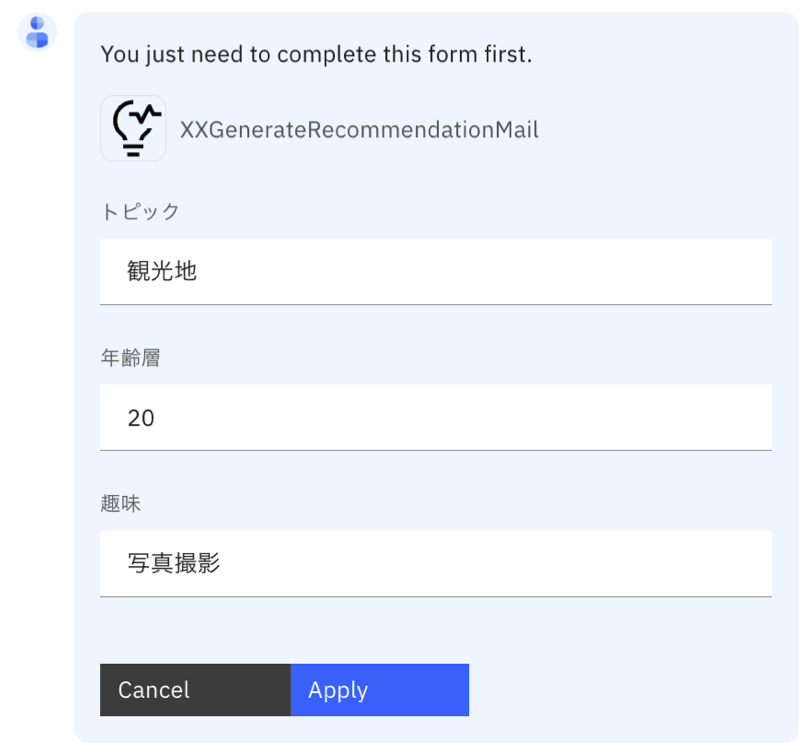 You just need to complete this form first.
XXGenerateRecommendationMail
トピック
観光地
年齢層
20
趣味
写真撮影
Cancel
Apply